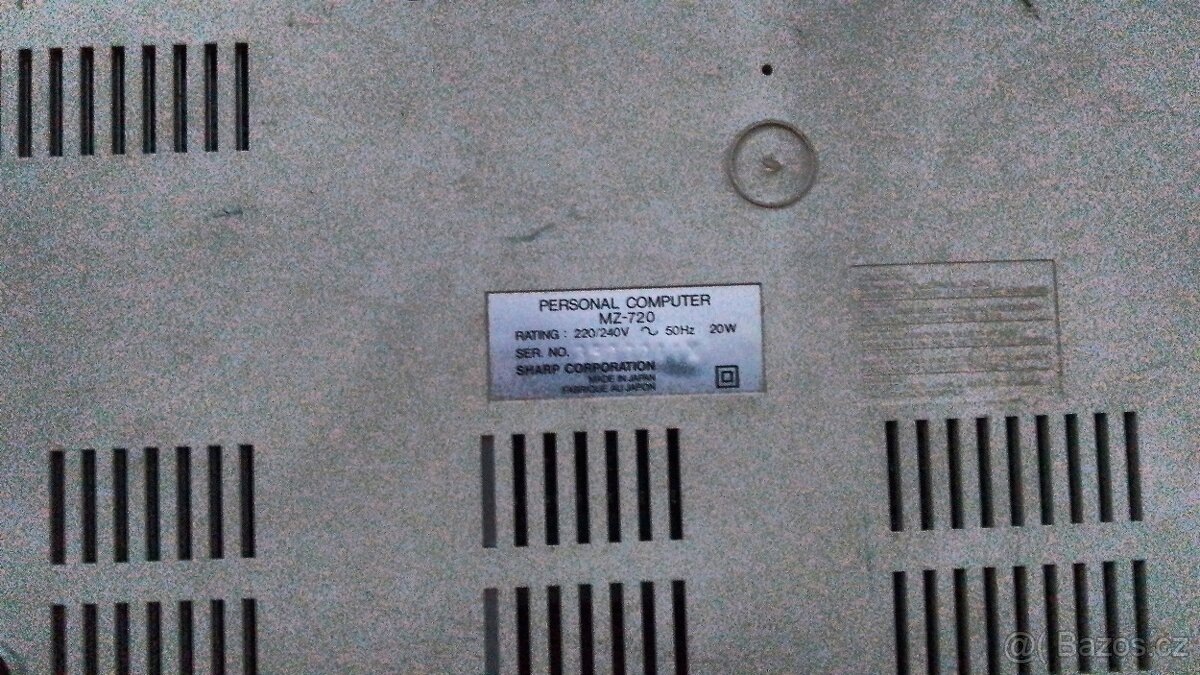 PERSONAL COMPUTER
MZ-720
RATING : 220/240V ~ 50Hz 20W
SER. NO.
SHARP CORPORATION
MADE IN JAPAN
FABRIQUE AU JAPON
@ Bazos.cz